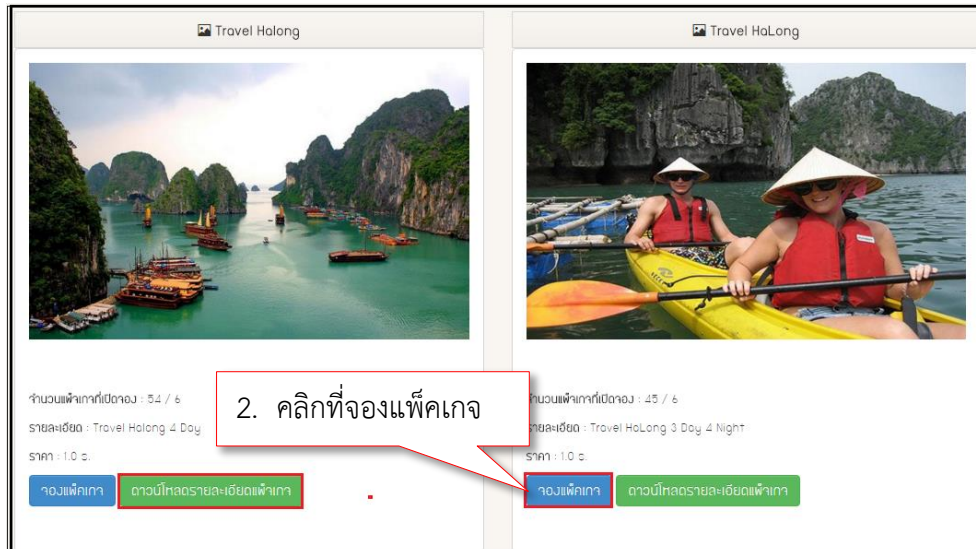 Travel Halong
จำนวนแพ็จเกจที่เปิดจอง : 54 / 6
รายละเอียด : Travel Halong 4 Day
ราคา : 1.0 บ.
จองแพ็คเกจ
ดาวน์โหลดรายละเอียดแพ็จเกจ
Travel HaLong
จำนวนแพ็จเกจที่เปิดจอง : 45 / 6
รายละเอียด : Travel HaLong 3 Day 4 Night
ราคา : 1.0 บ.
จองแพ็คเกจ
ดาวน์โหลดรายละเอียดแพ็จเกจ
2. คลิกที่จองแพ็คเกจ